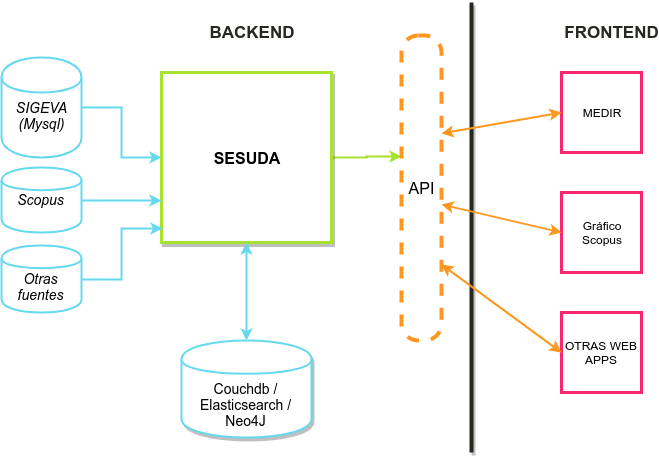 BACKEND
FRONTEND
SIGEVA
(Mysql)
Scopus
Otras
fuentes
SESUDA
API
MEDIR
Gráfico
Scopus
OTRAS WEB
APPS
Couchdb /
Elasticsearch /
Neo4J